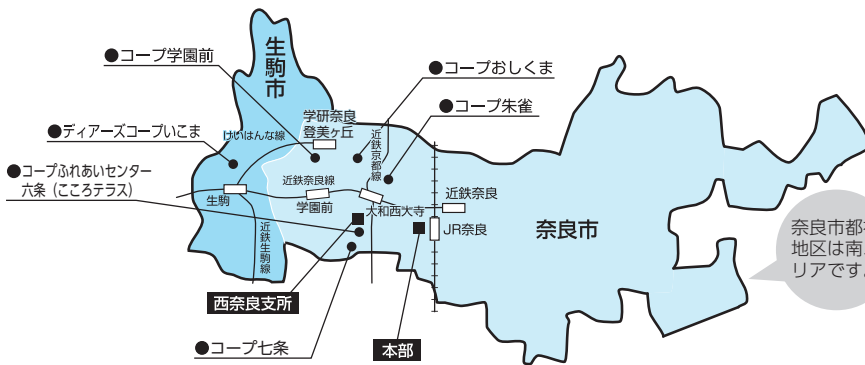 ●コープ学園前
生駒市
●コープおしくま
●コープ朱雀
学研奈良
登美ヶ丘
●ディアーズコープいこま
けいはんな線
近鉄京都線
●コープふれあいセンター
六条（こころテラス）
近鉄奈良線
生駒
学園前
大和西大寺
近鉄奈良
JR奈良
奈良市
近鉄生駒線
奈良市都
地区は南
リアです
西奈良支所
●コープ七条
本部